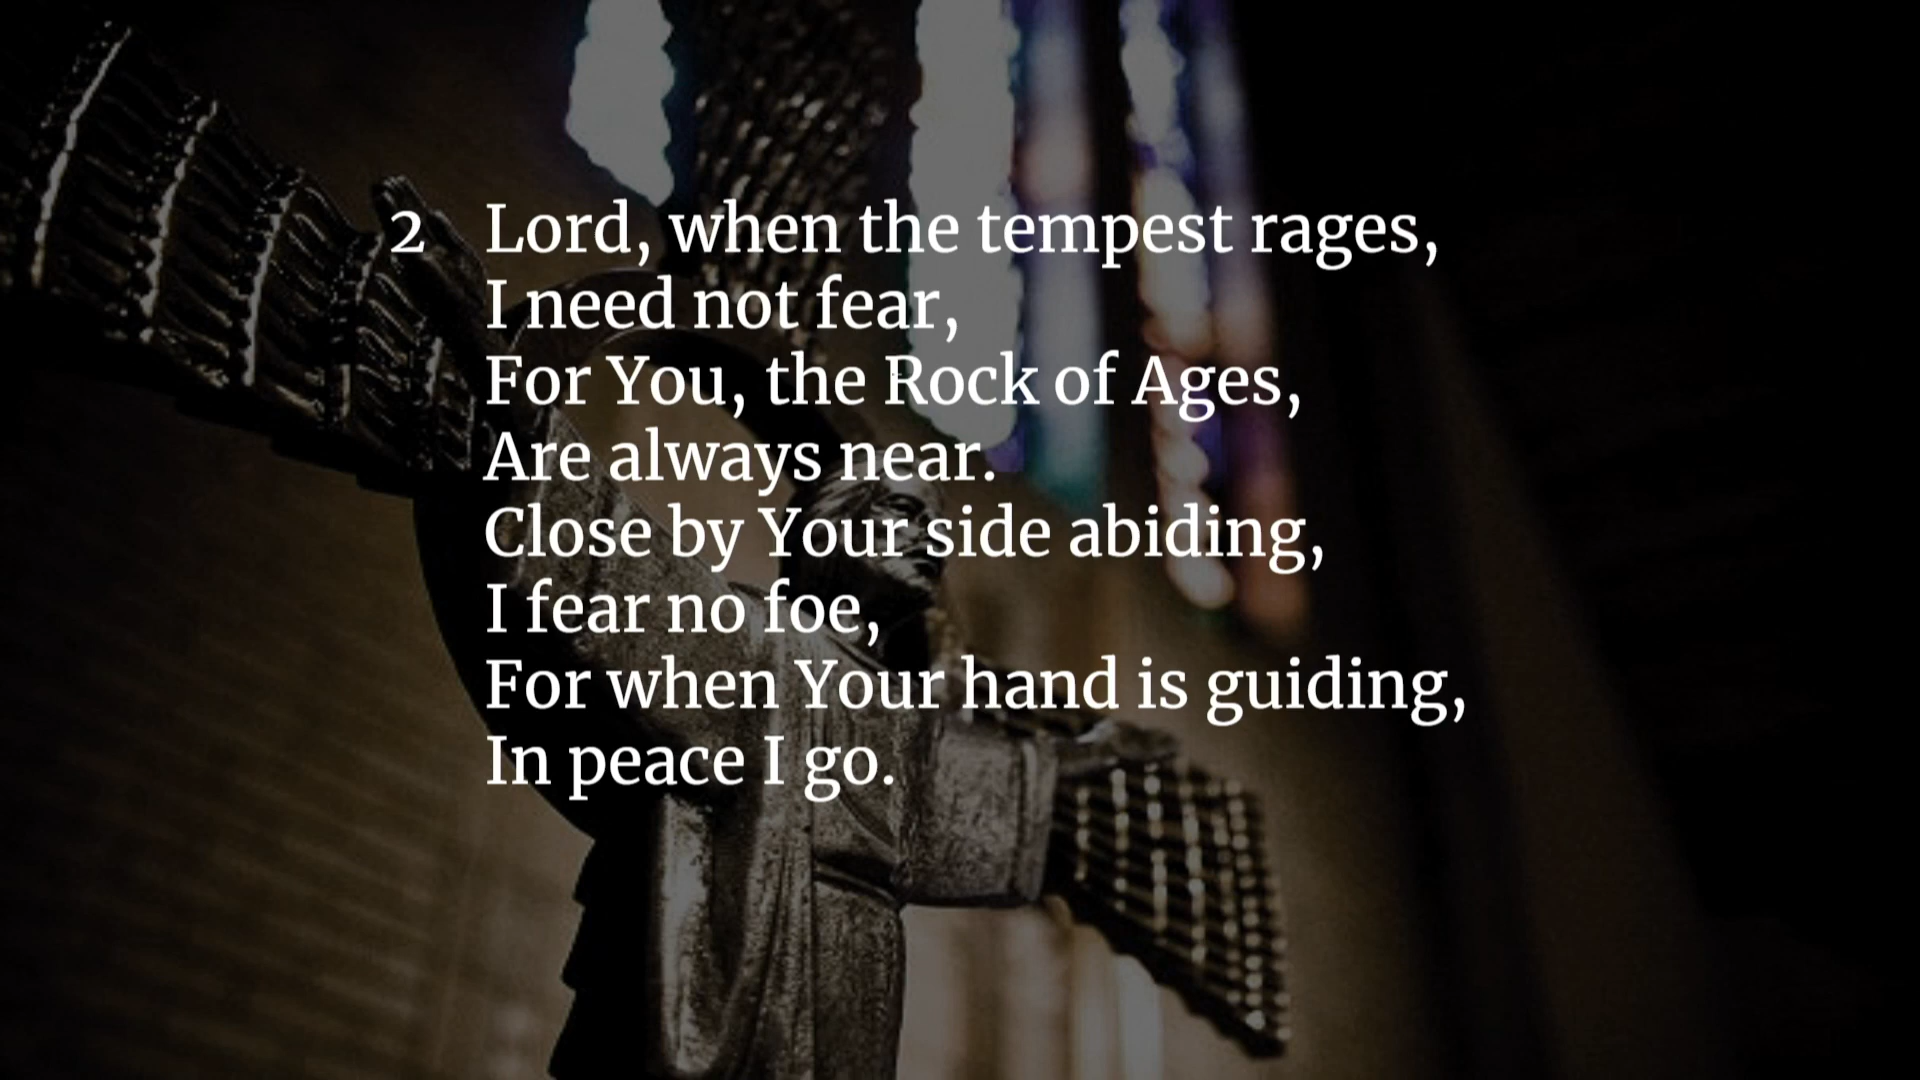 2 Lord, when the tempest rages,
I need not fear,
For You, the Rock of Ages,
Are always near.
Close by Your side abiding,
I fear no foe,
For when Your hand is guiding,
In peace I go.